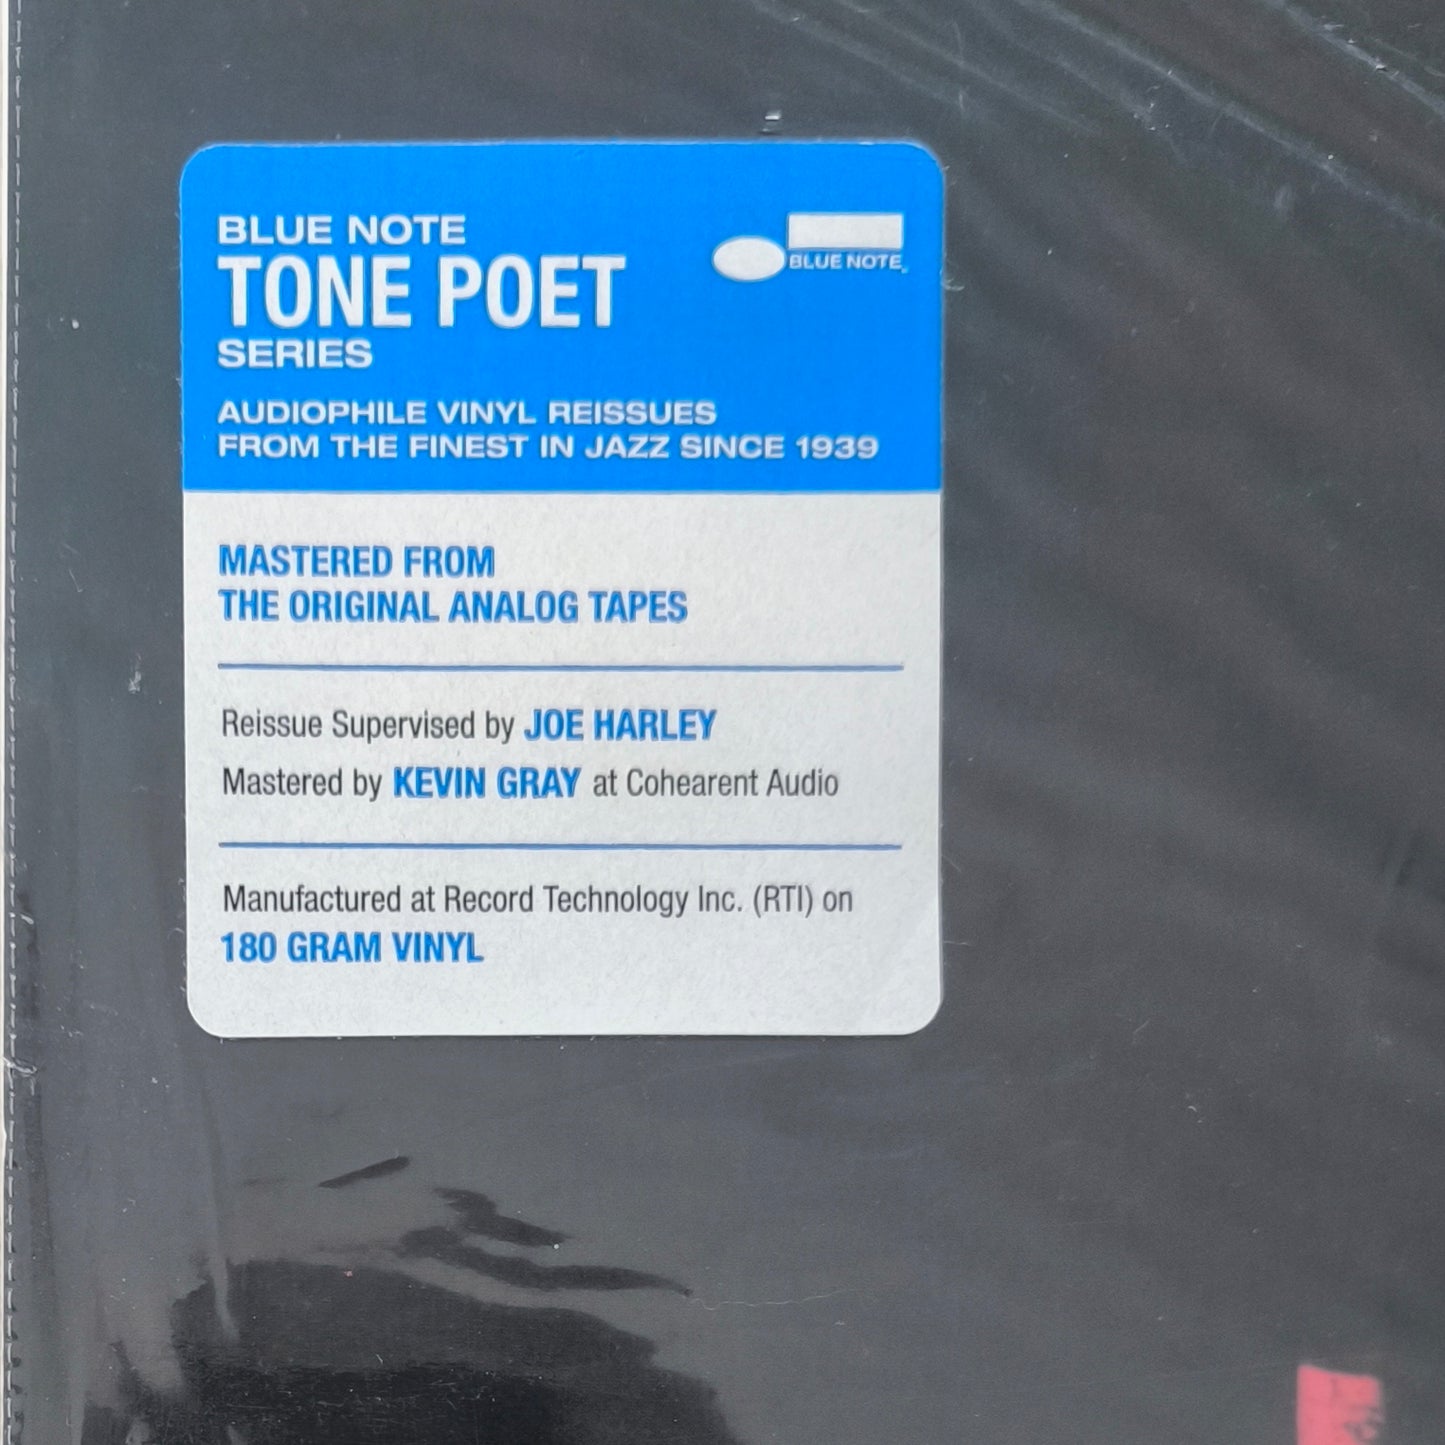 BLUE NOTE
TONE POET
SERIES
BLUE NOTE
AUDIOPHILE VINYL REISSUES
FROM THE FINEST IN JAZZ SINCE 1939
MASTERED FROM
THE ORIGINAL ANALOG TAPES
Reissue Supervised by JOE HARLEY
Mastered by KEVIN GRAY at Cohearent Audio
Manufactured at Record Technology Inc. (RTI) on
180 GRAM VINYL